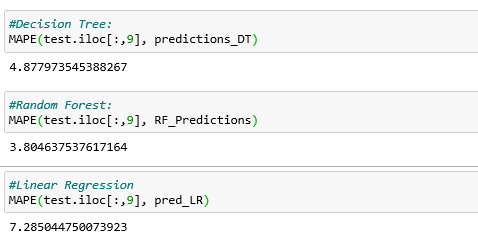 #Decision Tree:
MAPE(test.iloc[:,9], predictions_DT)
4.877973545388267
#Random Forest:
MAPE(test.iloc[:,9], RF_Predictions)
3.804637537617164
#Linear Regression
MAPE(test.iloc[:,9], pred_LR)
7.285044750073923